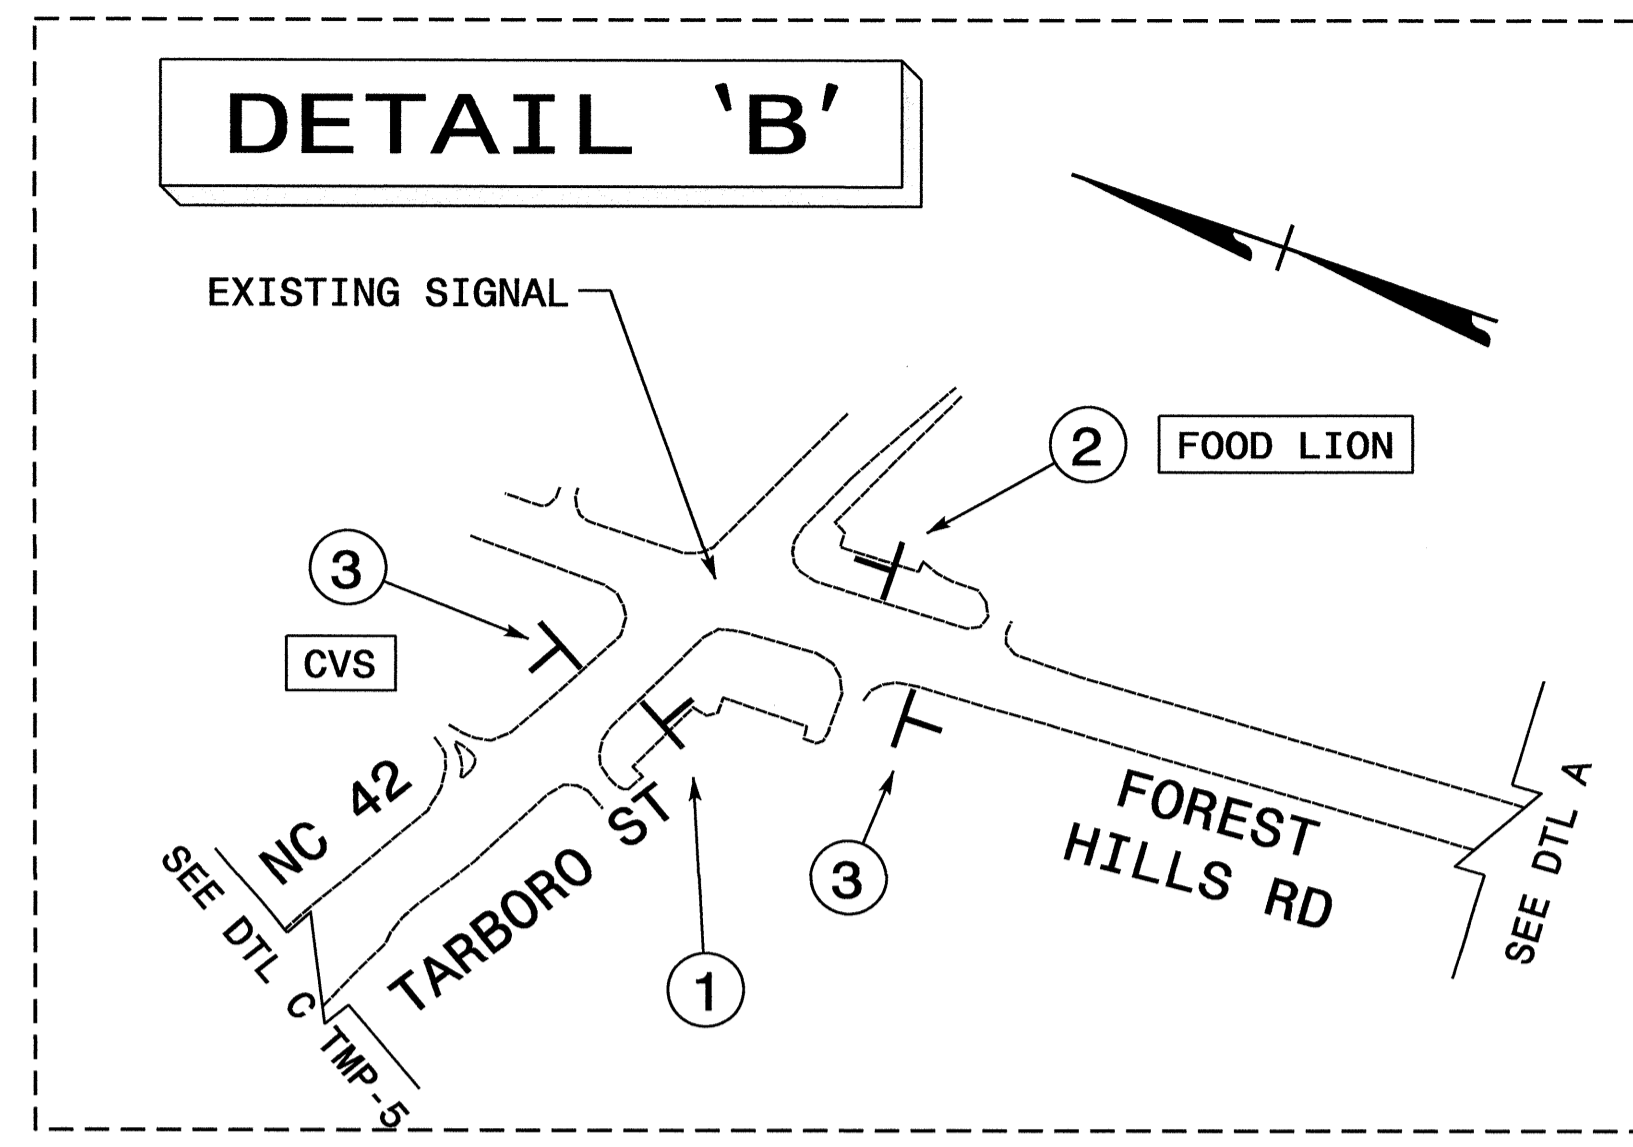 DETAIL 'B'
EXISTING SIGNAL
2
FOOD LION
3
CVS
NC 42
TARBORO ST
SEE DTL C TMP-5
1
3
FOREST
HILLS RD
SEE DTL A